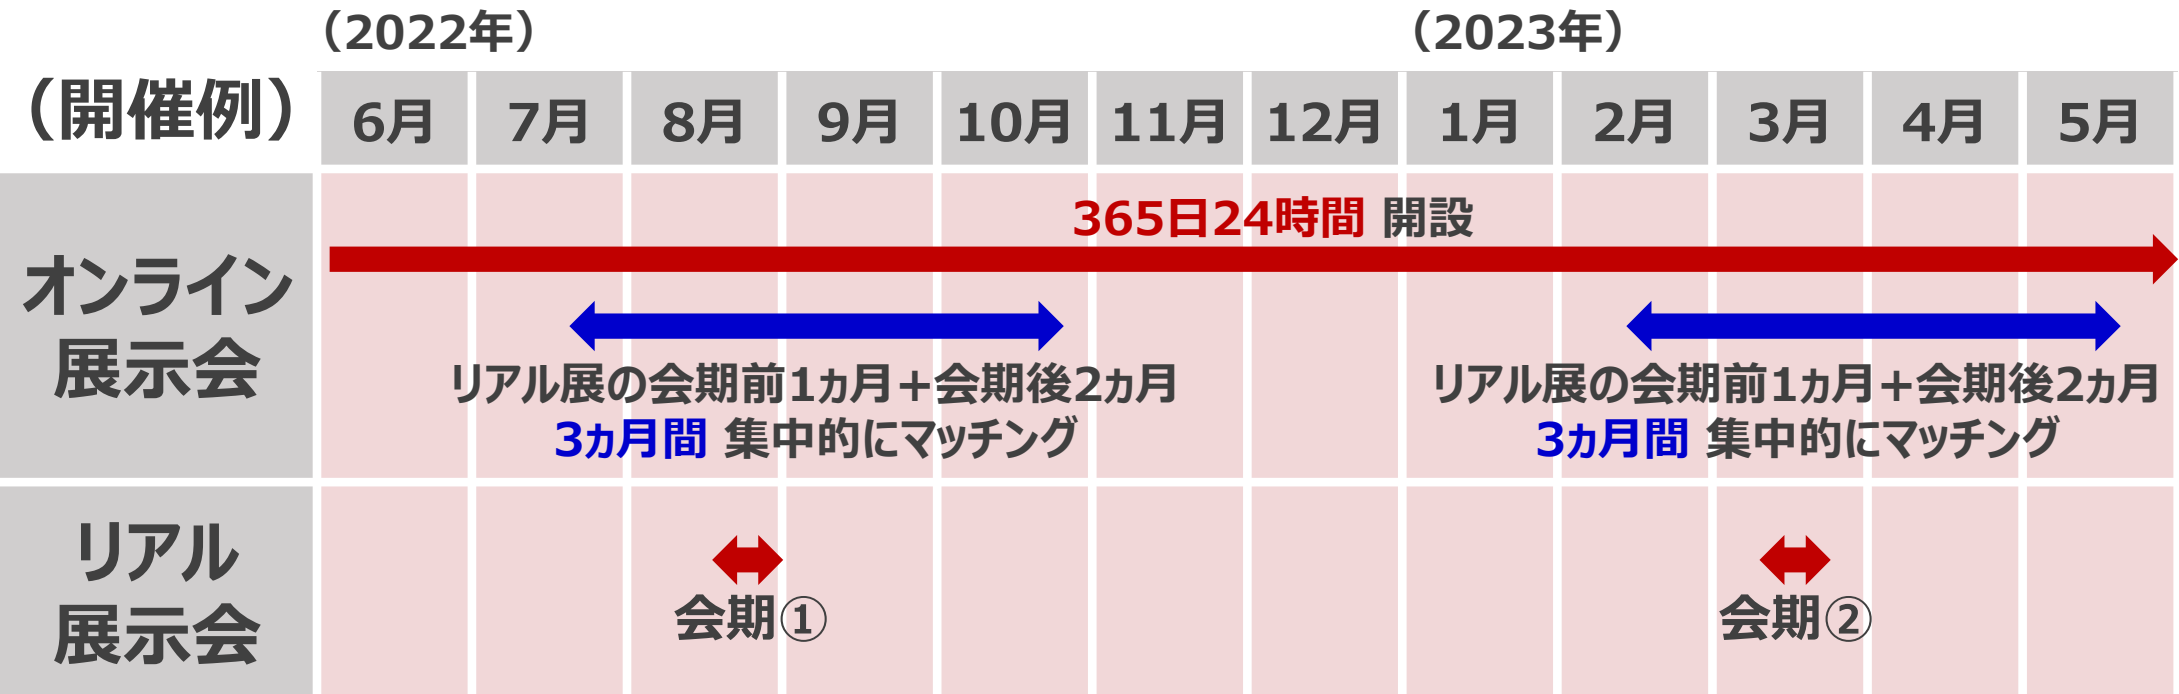 （2022年）
（2023年）
（開催例）
6月
7月
8月
9月
10月
11月
12月
1月
2月
3月
4月
5月
オンライン
展示会
365日24時間 開設
リアル展の会期前1ヵ月＋会期後2ヵ月
3ヵ月間 集中的にマッチング
リアル展の会期前1ヵ月＋会期後2ヵ月
3ヵ月間 集中的にマッチング
リアル
展示会
会期①
会期②